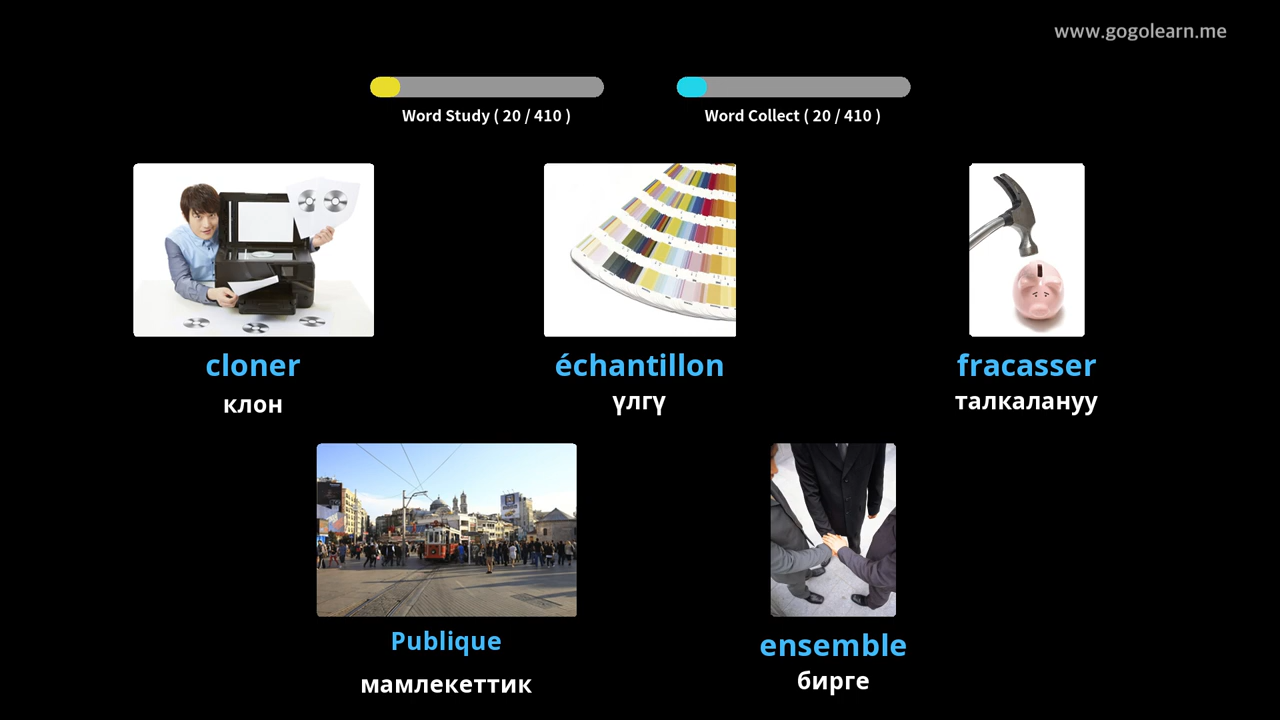 www.gogolearn.me
Word Study ( 20 / 410 )
Word Collect ( 20 / 410 )
cloner
клон
échantillon
үлгү
fracasser
талкалануу
Publique
мамлекеттик
ensemble
бирге